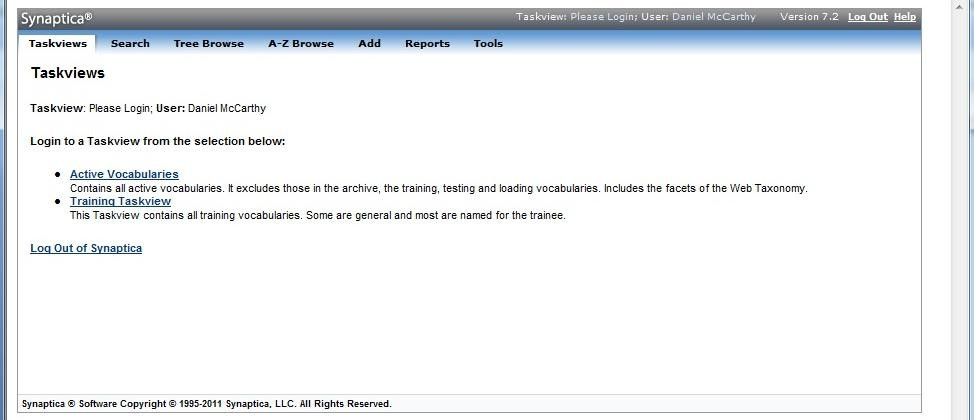 Synaptica® Taskview: Please Login; User: Daniel McCarthy Version 7.2 Log Out Help
Taskviews Search Tree Browse A-Z Browse Add Reports Tools
Taskviews
Taskview: Please Login; User: Daniel McCarthy
Login to a Taskview from the selection below:
• Active Vocabularies
Contains all active vocabularies. It excludes those in the archive, the training, testing and loading vocabularies. Includes the facets of the Web Taxonomy.
• Training Taskview
This Taskview contains all training vocabularies. Some are general and most are named for the trainee.
Log Out of Synaptica
Synaptica ® Software Copyright © 1995-2011 Synaptica, LLC. All Rights Reserved.